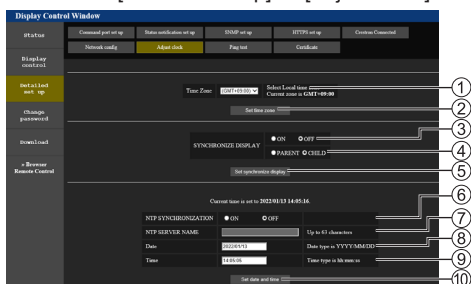 Display Control Window
Status
Command port set up
Status notification set up
SNMP set up
HTTPS set up
Crestron Connected
Network config
Adjust clock
Ping test
Certificate
Display control
Detailed set up
Change password
Download
» Browser Remote Control
Time Zone
(GMT+09:00)
Select Local time
Current zone is GMT+09:00
①
Set time zone
②
SYNCHRONIZE DISPLAY
ON OFF
③
PARENT CHILD
④
Set synchronize display
⑤
Current time is set to 2022/01/13 14:05:16.
NTP SYNCHRONIZATION
ON OFF
⑥
NTP SERVER NAME
Up to 63 characters
⑦
Date
2022/01/13
Date type is YYYY/MM/DD
⑧
Time
14:05:05
Time type is hh:mm:ss
⑨
Set date and time
⑩